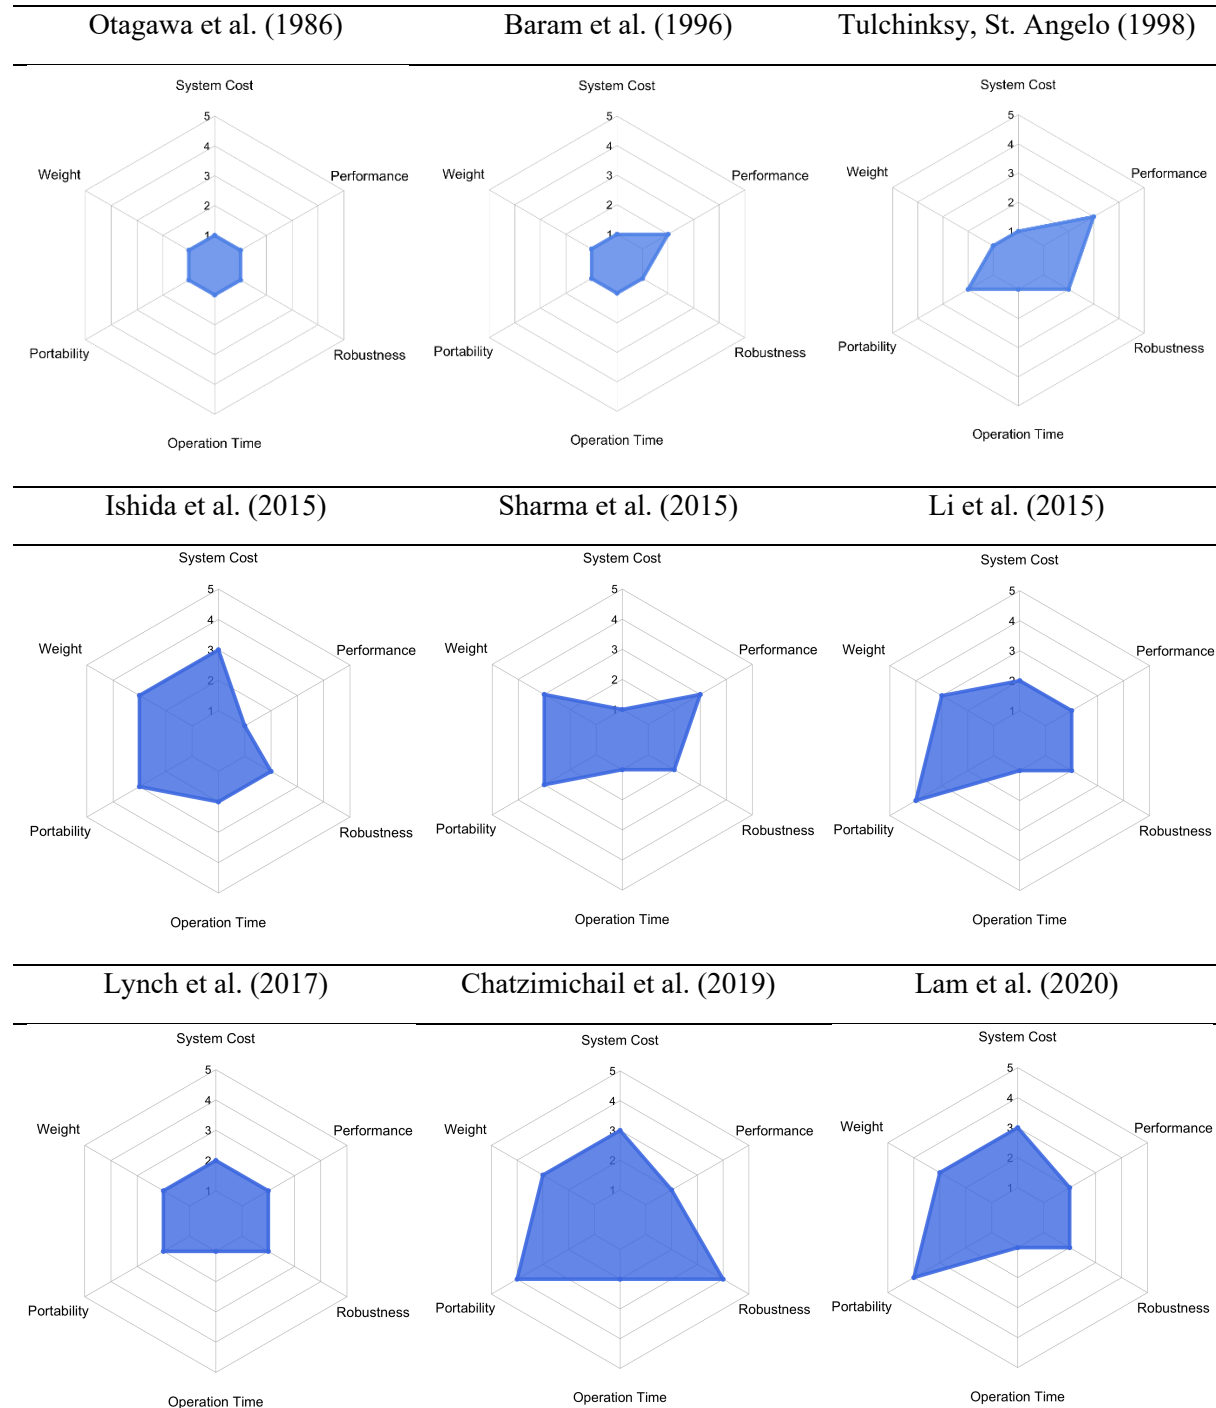 Otagawa et al. (1986)
Baram et al. (1996)
Tulchinksy, St. Angelo (1998)
System Cost
5
4
3
2
1
Weight
Performance
Portability
Robustness
Operation Time
System Cost
5
4
3
2
1
Weight
Performance
Portability
Robustness
Operation Time
System Cost
5
4
3
2
1
Weight
Performance
Portability
Robustness
Operation Time
Ishida et al. (2015)
Sharma et al. (2015)
Li et al. (2015)
System Cost
5
4
3
2
1
Weight
Performance
Portability
Robustness
Operation Time
System Cost
5
4
3
2
1
Weight
Performance
Portability
Robustness
Operation Time
System Cost
5
4
3
2
1
Weight
Performance
Portability
Robustness
Operation Time
Lynch et al. (2017)
Chatzimichail et al. (2019)
Lam et al. (2020)
System Cost
5
4
3
2
1
Weight
Performance
Portability
Robustness
Operation Time
System Cost
5
4
3
2
1
Weight
Performance
Portability
Robustness
Operation Time
System Cost
5
4
3
2
1
Weight
Performance
Portability
Robustness
Operation Time